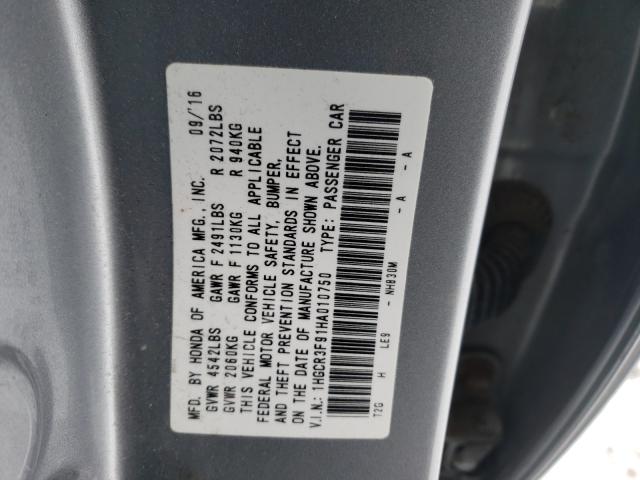 MFD. BY HONDA OF AMERICA MFG., INC. 09/'16
GVWR 4542LBS GAWR F 2491LBS R 2072LBS
GVWR 2060KG GAWR F 1130KG R 940KG
THIS VEHICLE CONFORMS TO ALL APPLICABLE
FEDERAL MOTOR VEHICLE SAFETY, BUMPER,
AND THEFT PREVENTION STANDARDS IN EFFECT
ON THE DATE OF MANUFACTURE SHOWN ABOVE.
V.I.N.: 1HGCR3F91HA010750 TYPE: PASSENGER CAR
T2G H LE9 - NH830M - A - A